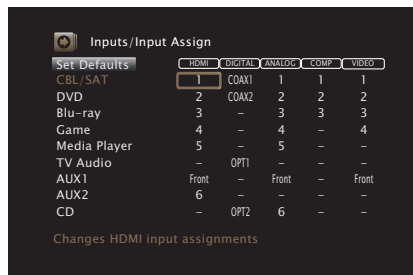 Inputs/Input Assign
Set Defaults HDMI DIGITAL ANALOG COMP VIDEO
CBL/SAT 1 COAX1 1 1 1
DVD 2 COAX2 2 2 2
Blu-ray 3 – 3 3 3
Game 4 – 4 – 4
Media Player 5 – 5 – –
TV Audio – OPT1 – – –
AUX1 Front – Front – Front
AUX2 6 – – – –
CD – OPT2 6 – –
Changes HDMI input assignments